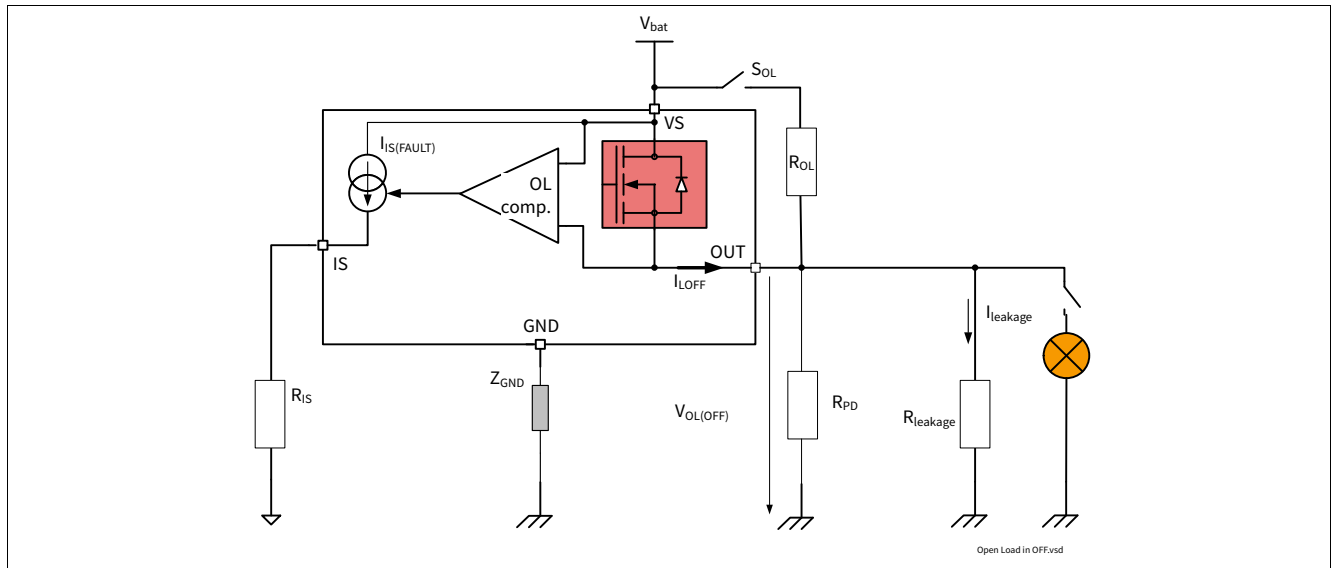 Vbat
SOL
VS
IIS(FAULT)
ROL
OL
comp.
OUT
IS
ILOFF
GND
Ileakage
ZGND
RIS
VOL(OFF)
RPD
Rleakage
Open Load in OFF.vsd